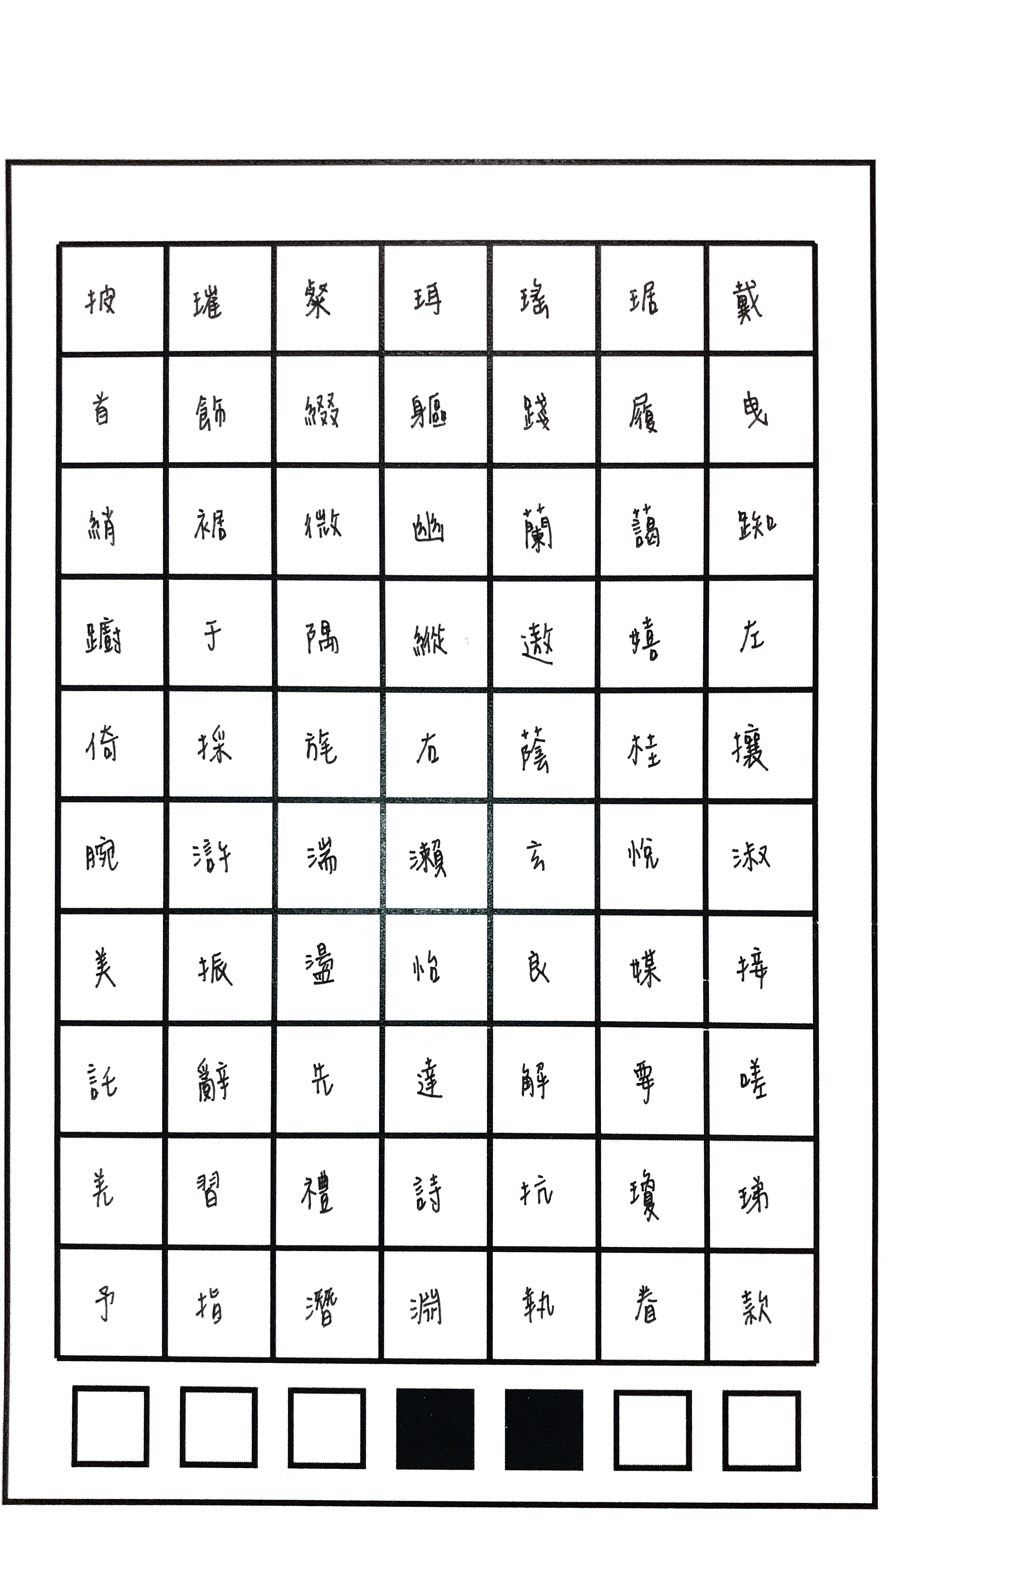 披璀璨珥瑤琚戴
首飾綴軀踐履曳
綃裾微幽蘭藹踟
躕于隅縱遨嬉左
倚採旄右蔭桂攘
腕滸湍瀨玄悅淑
美振盪怡良媒接
託辭先達解要嗟
羌習禮詩抗瓊珶
予指潛淵執眷款